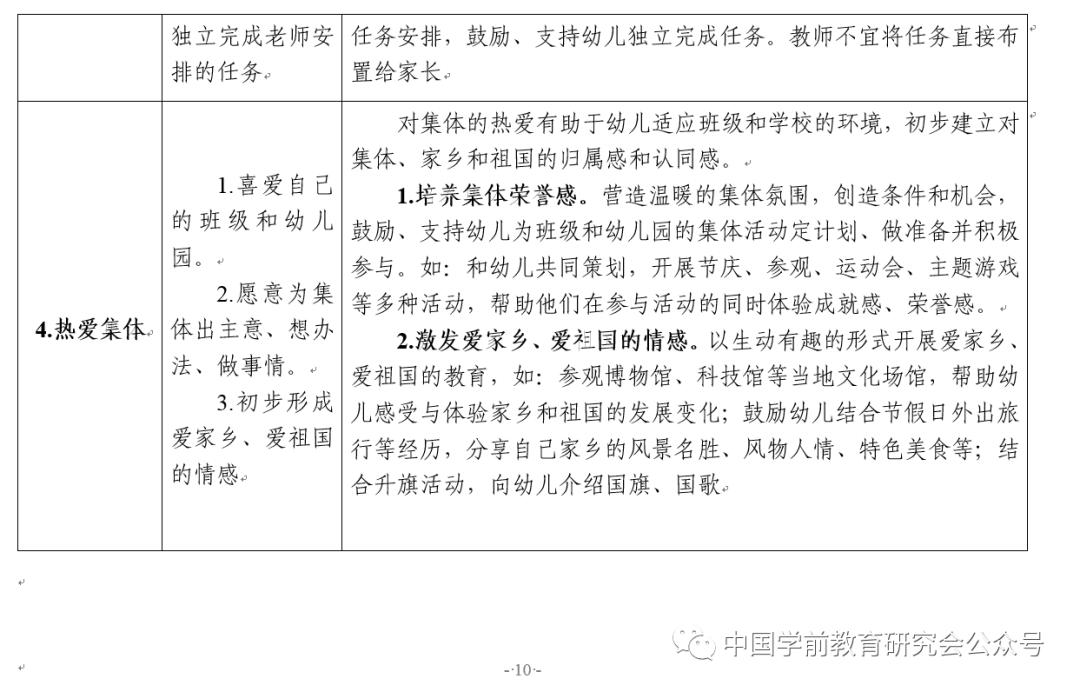 独立完成老师安
排的任务
任务安排，鼓励、支持幼儿独立完成任务。教师不宜将任务直接布
置给家长
4.热爱集体
1.喜爱自己
的班级和幼儿
园。
2.愿意为集
体出主意、想办
法、做事情。
3.初步形成
爱家乡、爱祖国
的情感
对集体的热爱有助于幼儿适应班级和学校的环境，初步建立对
集体、家乡和祖国的归属感和认同感。
1.培养集体荣誉感。营造温暖的集体氛围，创造条件和机会，
鼓励、支持幼儿为班级和幼儿园的集体活动定计划、做准备并积极
参与。如：和幼儿共同策划，开展节庆、参观、运动会、主题游戏
等多种活动，帮助他们在参与活动的同时体验成就感、荣誉感。
2.激发爱家乡、爱祖国的情感。以生动有趣的形式开展爱家乡、
爱祖国的教育，如：参观博物馆、科技馆等当地文化场馆，帮助幼
儿感受与体验家乡和祖国的发展变化；鼓励幼儿结合节假日外出旅
行等经历，分享自己家乡的风景名胜、风物人情、特色美食等；结
合升旗活动，向幼儿介绍国旗、国歌
中国学前教育研究会公众号
-·10·-